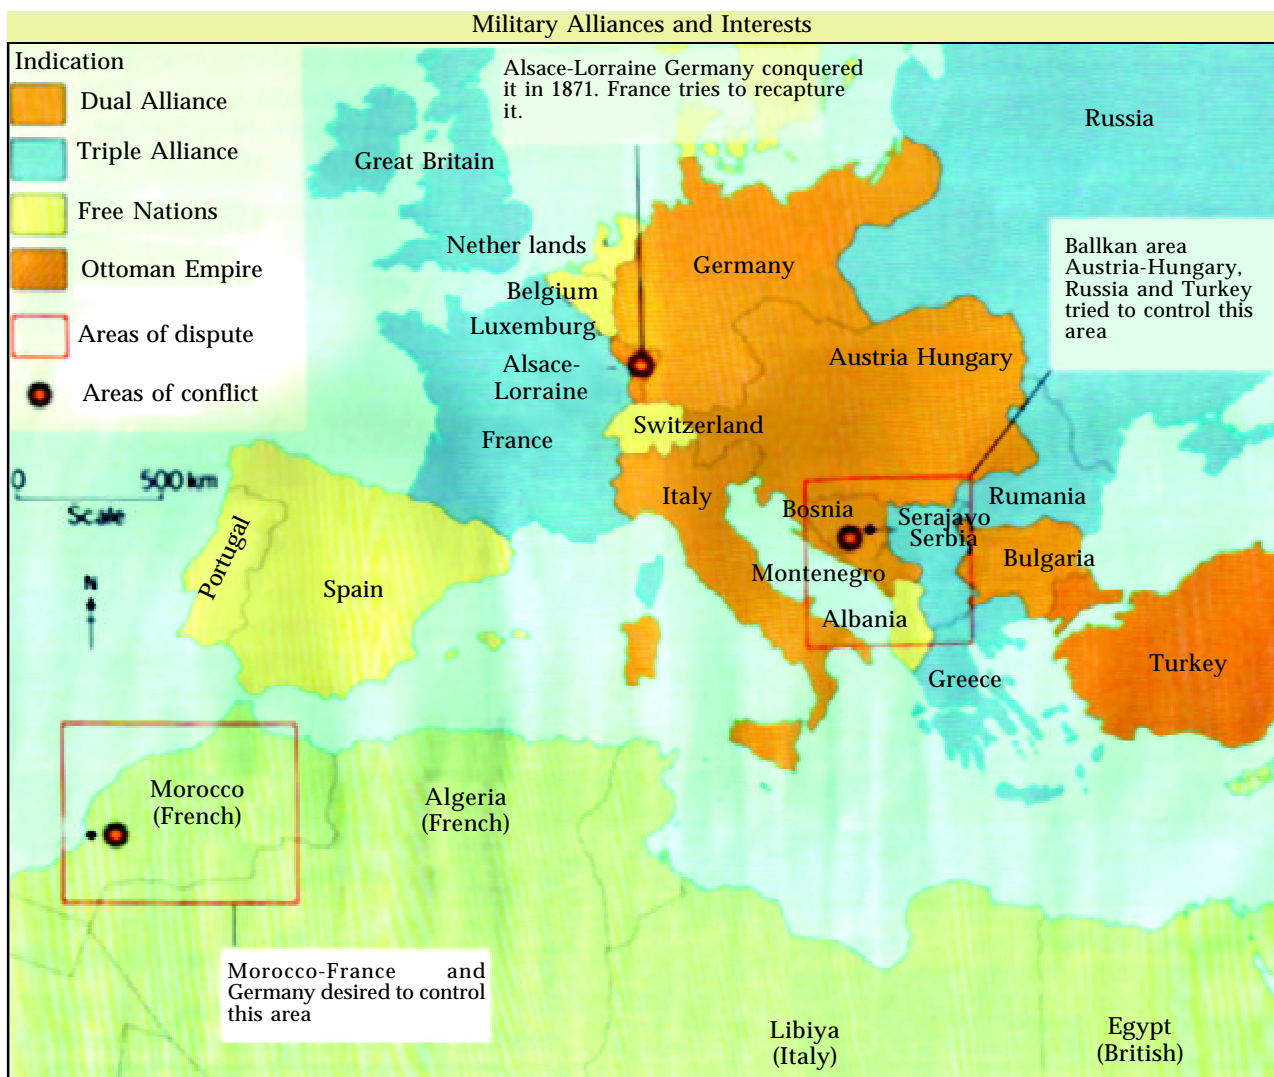 Military Alliances and Interests
Indication
Dual Alliance
Triple Alliance
Free Nations
Ottoman Empire
Areas of dispute
Areas of conflict
0 500 km
Scale
N
Alsace-Lorraine Germany conquered
it in 1871. France tries to recapture
it.
Russia
Great Britain
Nether lands
Germany
Belgium
Luxemburg
Alsace-
Lorraine
France
Switzerland
Austria Hungary
Ballkan area
Austria-Hungary,
Russia and Turkey
tried to control this
area
Italy
Bosnia
Serajavo
Serbia
Rumania
Bulgaria
Montenegro
Albania
Greece
Turkey
Portugal
Spain
Morocco
(French)
Algeria
(French)
Morocco-France and
Germany desired to control
this area
Libiya
(Italy)
Egypt
(British)